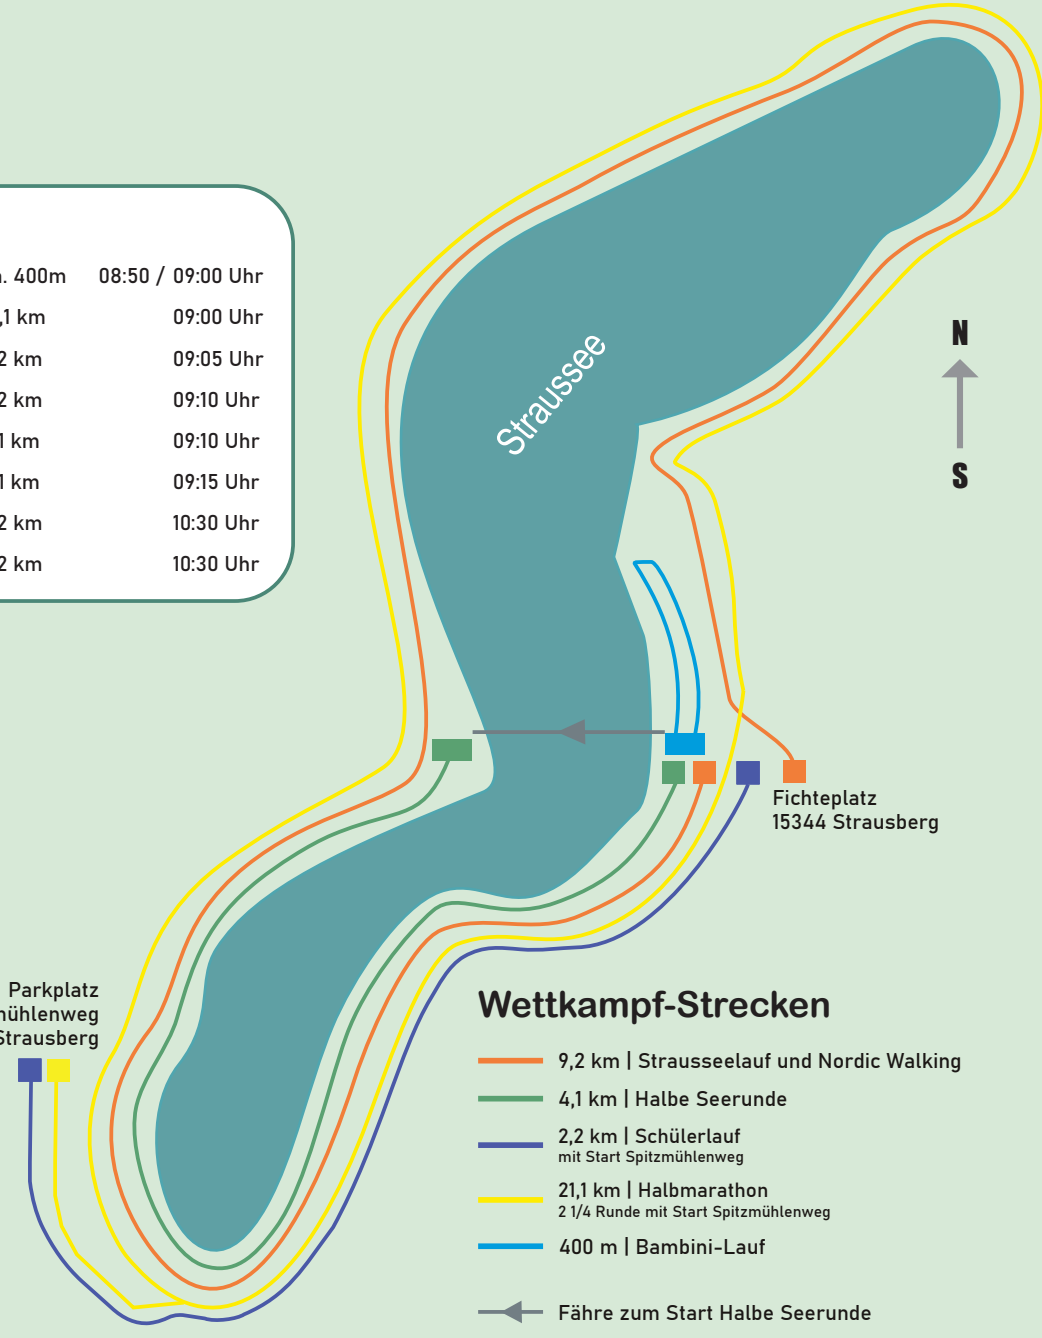 400m 08:50 / 09:00 Uhr
,1 km 09:00 Uhr
2 km 09:05 Uhr
2 km 09:10 Uhr
1 km 09:10 Uhr
1 km 09:15 Uhr
2 km 10:30 Uhr
2 km 10:30 Uhr
Straussee
N
S
Fichteplatz
15344 Strausberg
Parkplatz
mühlenweg
Strausberg
Wettkampf-Strecken
9,2 km | Strausseelauf und Nordic Walking
4,1 km | Halbe Seerunde
2,2 km | Schülerlauf
mit Start Spitzmühlenweg
21,1 km | Halbmarathon
2 1/4 Runde mit Start Spitzmühlenweg
400 m | Bambini-Lauf
Fähre zum Start Halbe Seerunde